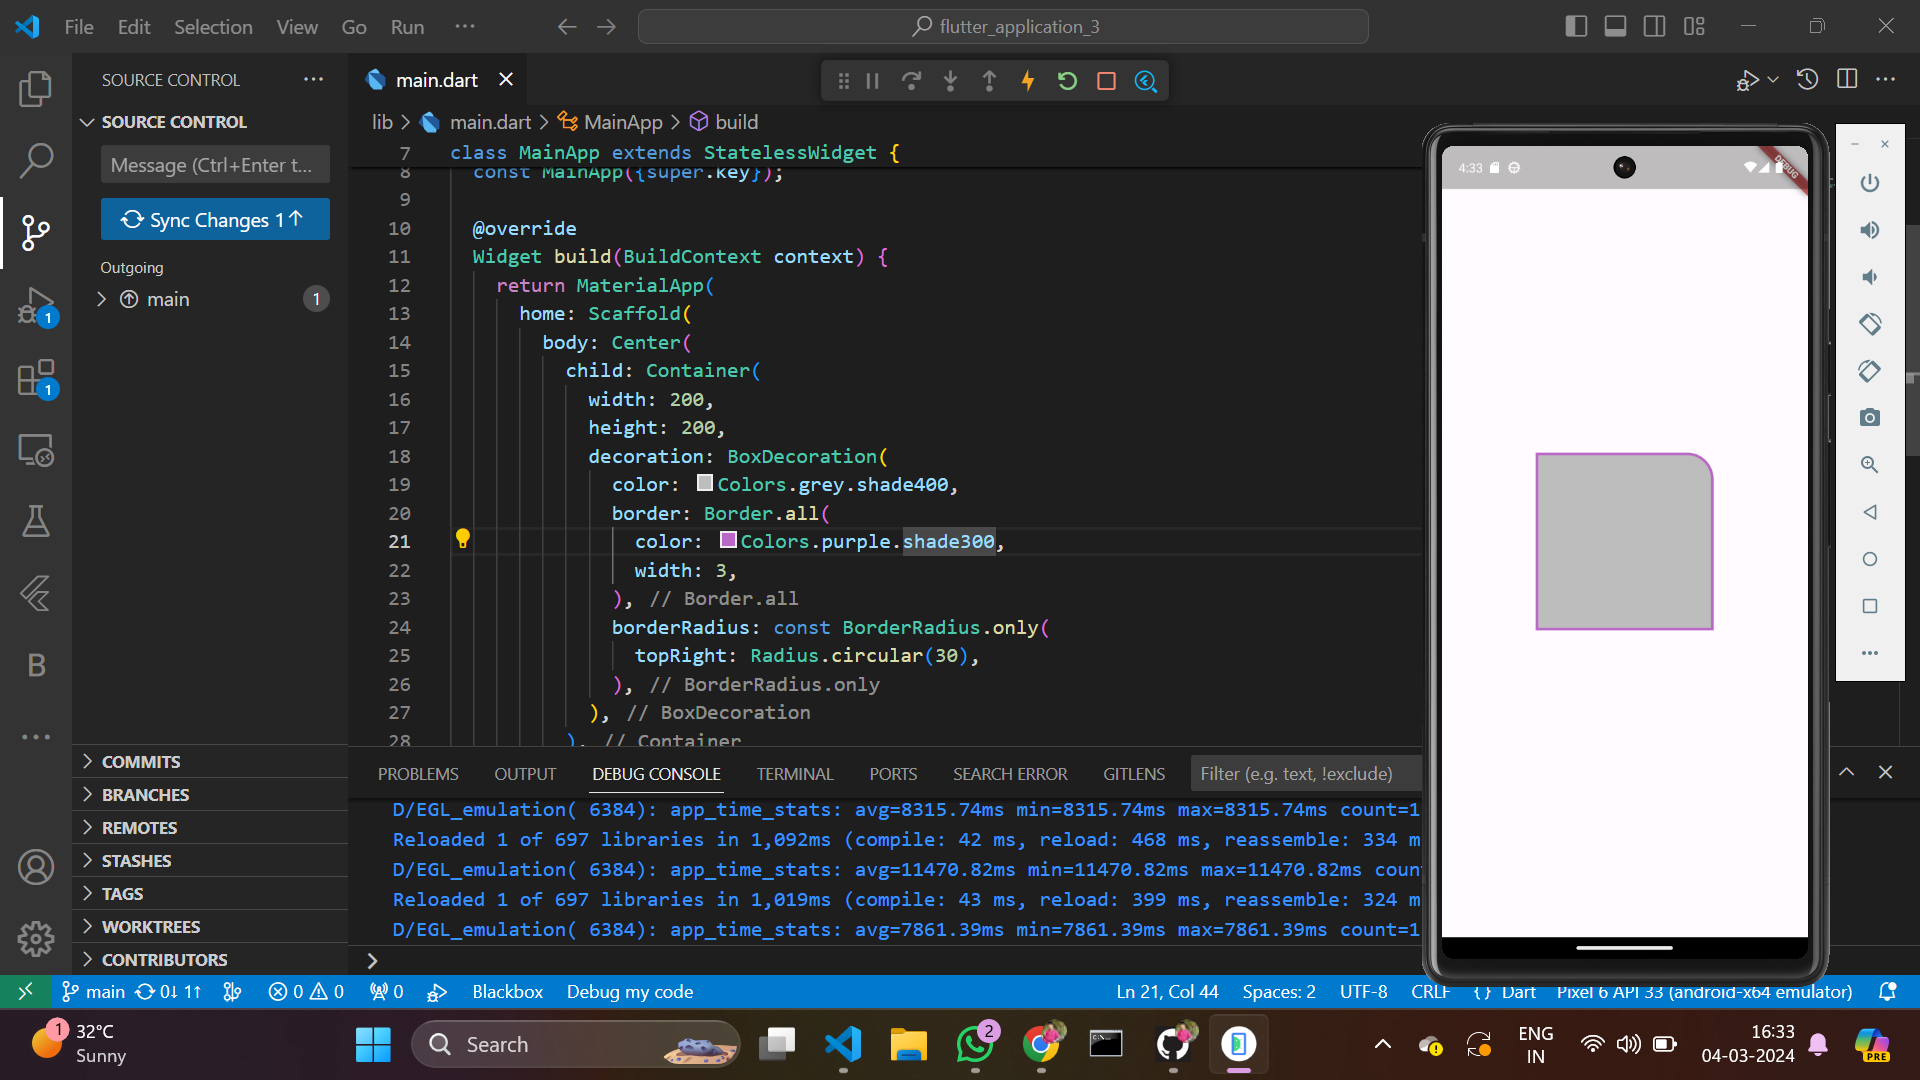 File Edit Selection View Go Run
flutter_application_3
SOURCE CONTROL
main.dart
SOURCE CONTROL
Message (Ctrl+Enter t...
Sync Changes 1↑
Outgoing
main
1
1
1
B
COMMITS
BRANCHES
REMOTES
STASHES
TAGS
WORKTREES
CONTRIBUTORS
lib > main.dart > MainApp > build
7 class MainApp extends StatelessWidget {
8 const MainApp({super.key});
9
10 @override
11 Widget build(BuildContext context) {
12 return MaterialApp(
13 home: Scaffold(
14 body: Center(
15 child: Container(
16 width: 200,
17 height: 200,
18 decoration: BoxDecoration(
19 color: Colors.grey.shade400,
20 border: Border.all(
21 color: Colors.purple.shade300,
22 width: 3,
23 ), // Border.all
24 borderRadius: const BorderRadius.only(
25 topRight: Radius.circular(30),
26 ), // BorderRadius.only
27 ), // BoxDecoration
28 ), // Container
PROBLEMS OUTPUT DEBUG CONSOLE TERMINAL PORTS SEARCH ERROR GITLENS Filter (e.g. text, !exclude)
D/EGL_emulation( 6384): app_time_stats: avg=8315.74ms min=8315.74ms max=8315.74ms count=1
Reloaded 1 of 697 libraries in 1,092ms (compile: 42 ms, reload: 468 ms, reassemble: 334 m
D/EGL_emulation( 6384): app_time_stats: avg=11470.82ms min=11470.82ms max=11470.82ms coun
Reloaded 1 of 697 libraries in 1,019ms (compile: 43 ms, reload: 399 ms, reassemble: 324 m
D/EGL_emulation( 6384): app_time_stats: avg=7861.39ms min=7861.39ms max=7861.39ms count=1
4:33
DEBUG
main 0↓ 1↑ 0 0 0 Blackbox Debug my code Ln 21, Col 44 Spaces: 2 UTF-8 CRLF {} Dart Pixel 6 API 33 (android-x64 emulator)
1
32°C
Sunny
Search
2
ENG
IN
16:33
04-03-2024
PRE